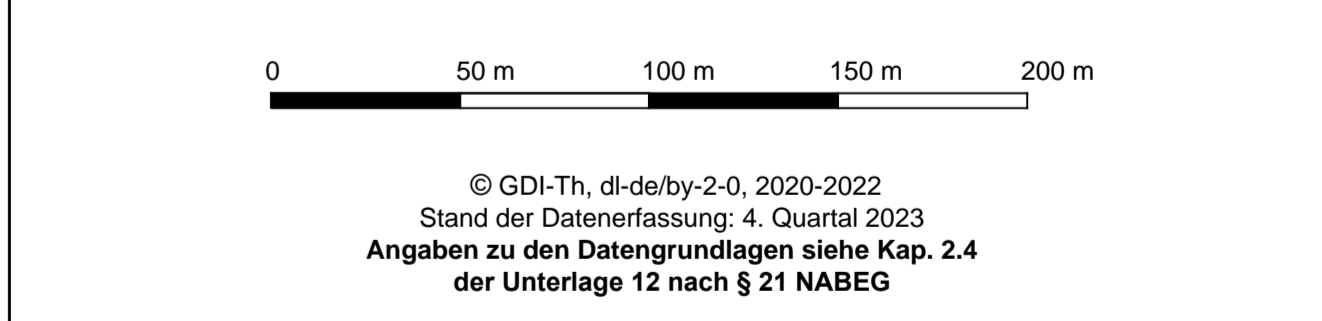 0 50 m 100 m 150 m 200 m
© GDI-Th, dl-de/by-2-0, 2020-2022
Stand der Datenerfassung: 4. Quartal 2023
Angaben zu den Datengrundlagen siehe Kap. 2.4
der Unterlage 12 nach § 21 NABEG